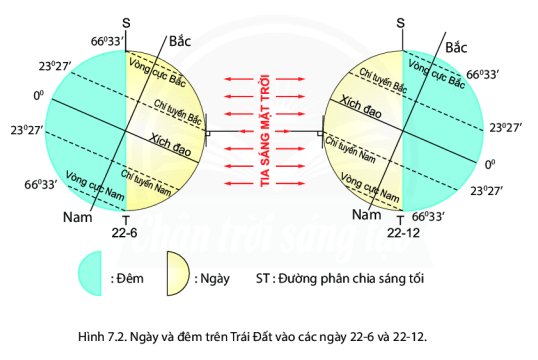 S
Bắc
66°33'
Vòng cực Bắc
23°27'
Chí tuyến Bắc
0°
Xích đạo
23°27'
Chí tuyến Nam
66°33'
Vòng cực Nam
Nam
T
22-6
TIA SÁNG MẶT TRỜI
S
Bắc
66°33'
Vòng cực Bắc
Chí tuyến Bắc
23°27'
Xích đạo
0°
Chí tuyến Nam
23°27'
Vòng cực Nam
66°33'
Nam
T
22-12
: Đêm
: Ngày
ST : Đường phân chia sáng tối
Chân trời sáng tạo
Hình 7.2. Ngày và đêm trên Trái Đất vào các ngày 22-6 và 22-12.